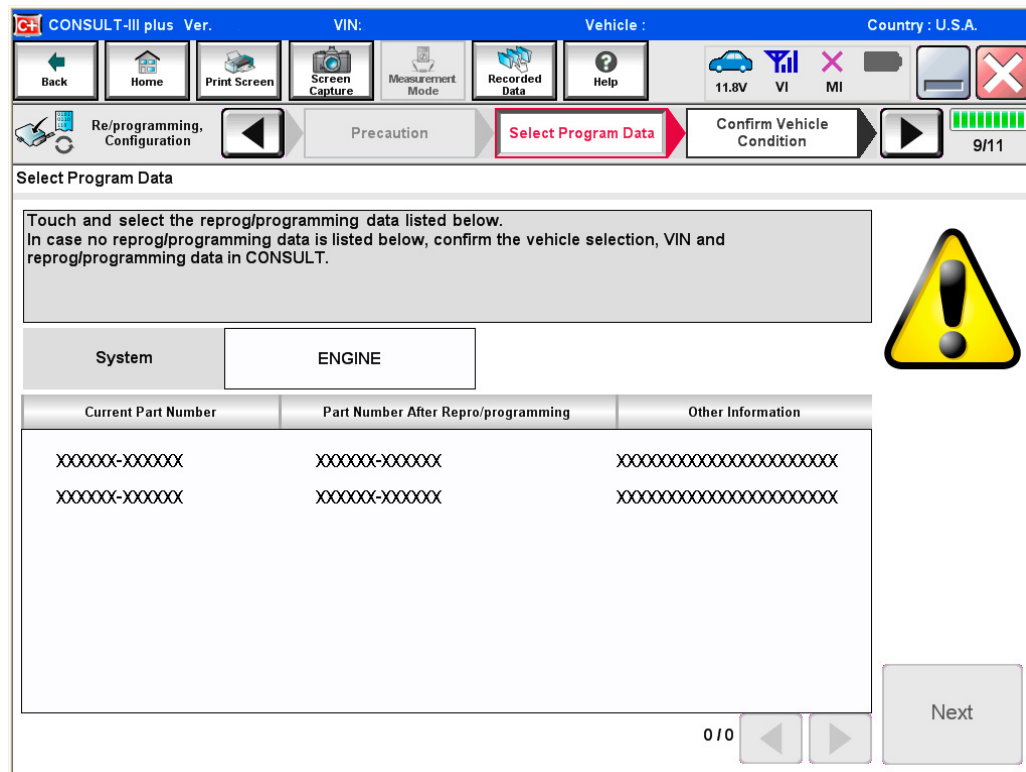 C+ CONSULT-III plus Ver. VIN: Vehicle : Country : U.S.A.
Back
Home
Print Screen
Screen
Capture
Measurement
Mode
Recorded
Data
Help
11.8V
VI
MI
Re/programming,
Configuration
Precaution
Select Program Data
Confirm Vehicle
Condition
9/11
Select Program Data
Touch and select the reprog/programming data listed below.
In case no reprog/programming data is listed below, confirm the vehicle selection, VIN and
reprog/programming data in CONSULT.
System ENGINE
Current Part Number Part Number After Repro/programming Other Information
XXXXXX-XXXXXX XXXXXX-XXXXXX XXXXXXXXXXXXXXXXXXXXXX
XXXXXX-XXXXXX XXXXXX-XXXXXX XXXXXXXXXXXXXXXXXXXXXX
Next
0/0